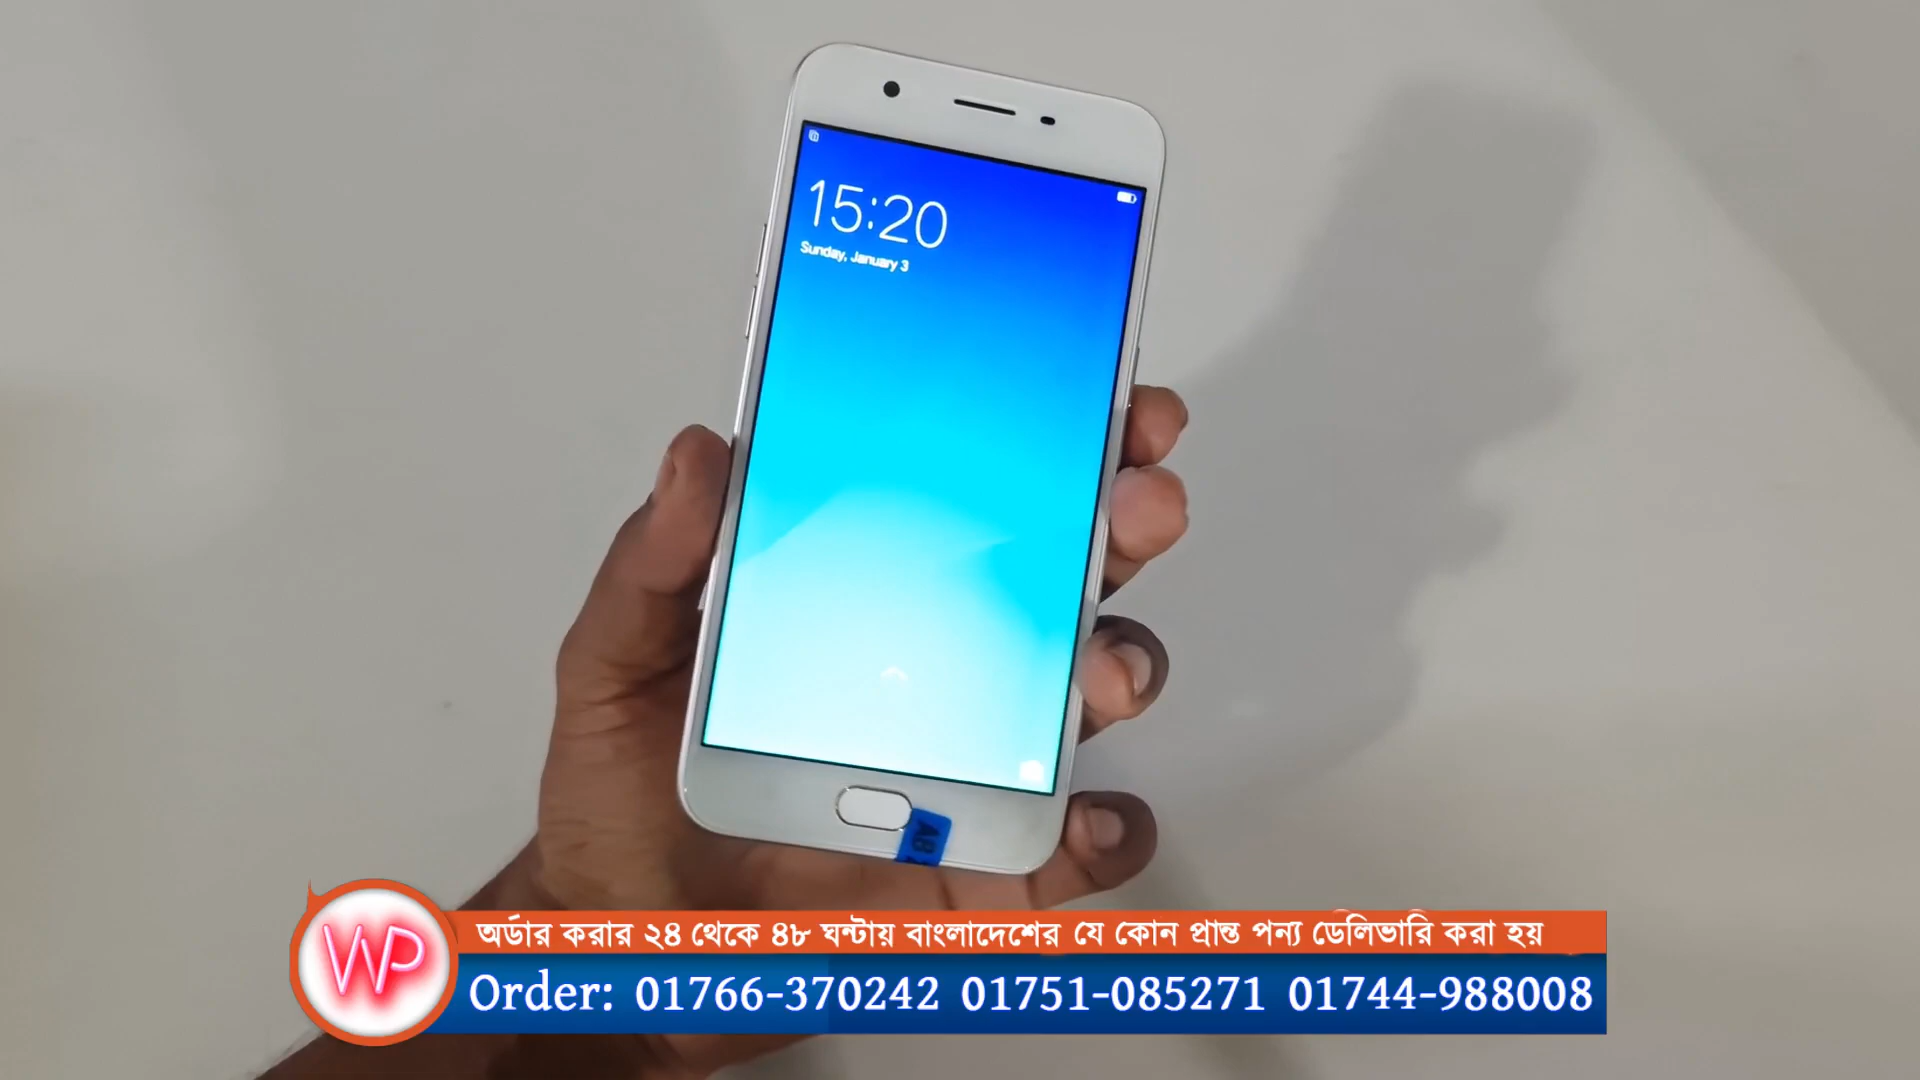 15:20
Sunday, January 3
AB
WP
অর্ডার করার ২৪ থেকে ৪৮ ঘন্টায় বাংলাদেশের যে কোন প্রান্ত পন্য ডেলিভারি করা হয়
Order: 01766-370242 01751-085271 01744-988008